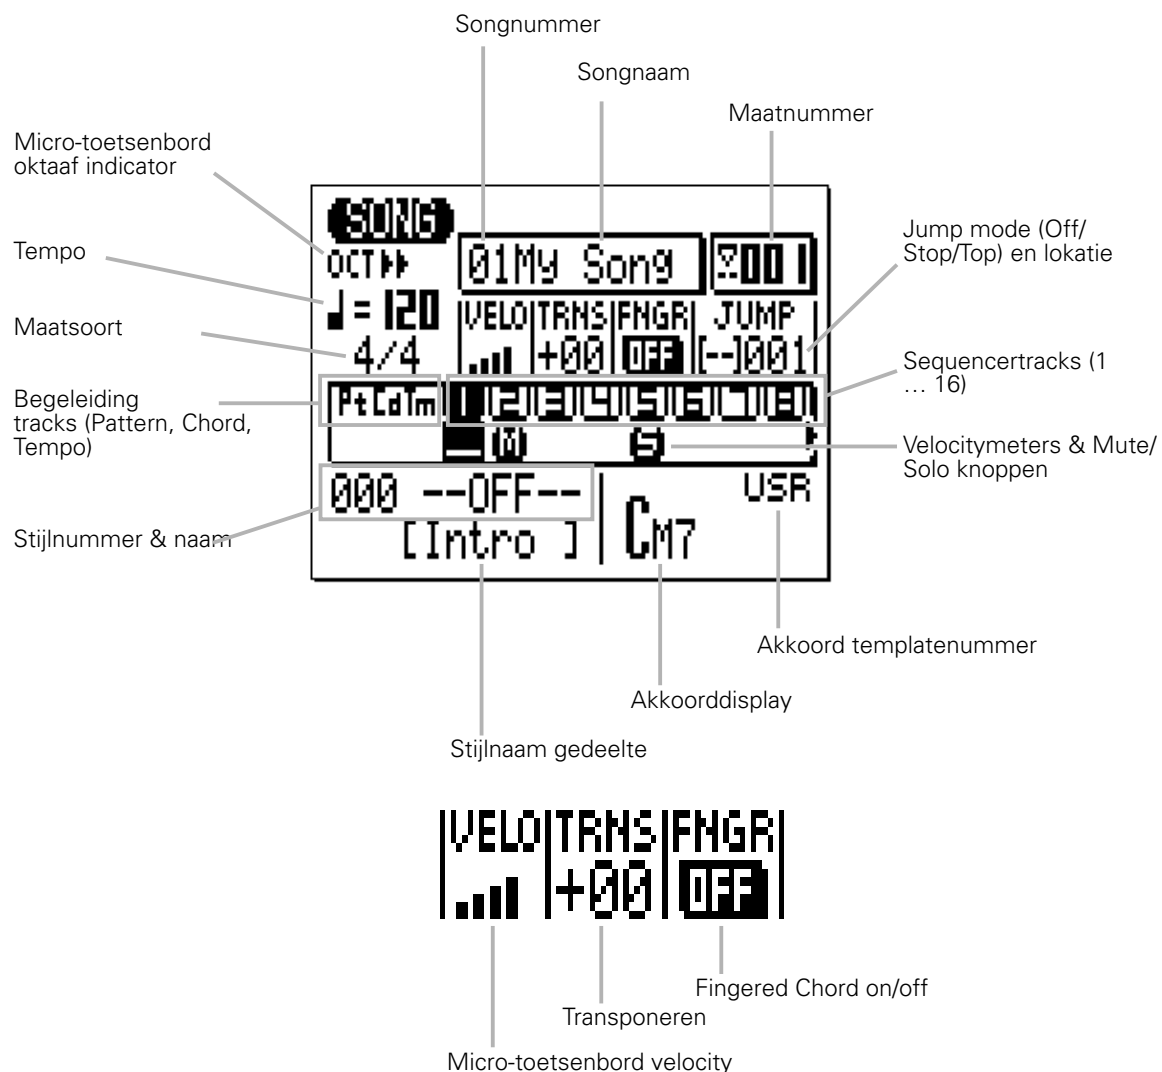 Songnummer
Songnaam
Maatnummer
Micro-toetsenbord
oktaaf indicator
Tempo
Maatsoort
Begeleiding
tracks (Pattern, Chord,
Tempo)
Stijlnummer & naam
SONG
OCT
01My Song
001
= 120
VELO TRNS FNGR JUMP
4/4
+00 OFF [--]001
Pt Cd Tm 1 2 3 4 5 6 7 8
M S
000 --OFF--
USR
[Intro ]
CM7
Jump mode (Off/
Stop/Top) en lokatie
Sequencertracks (1
… 16)
Velocitymeters & Mute/
Solo knoppen
Akkoord templatenummer
Akkoorddisplay
Stijlnaam gedeelte
VELO TRNS FNGR
+00 OFF
Fingered Chord on/off
Transponeren
Micro-toetsenbord velocity